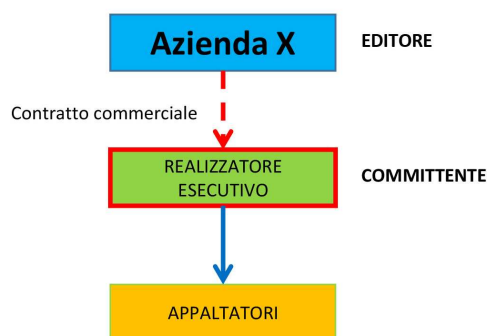 Azienda X
EDITORE
Contratto commerciale
REALIZZATORE
ESECUTIVO
COMMITTENTE
APPALTATORI